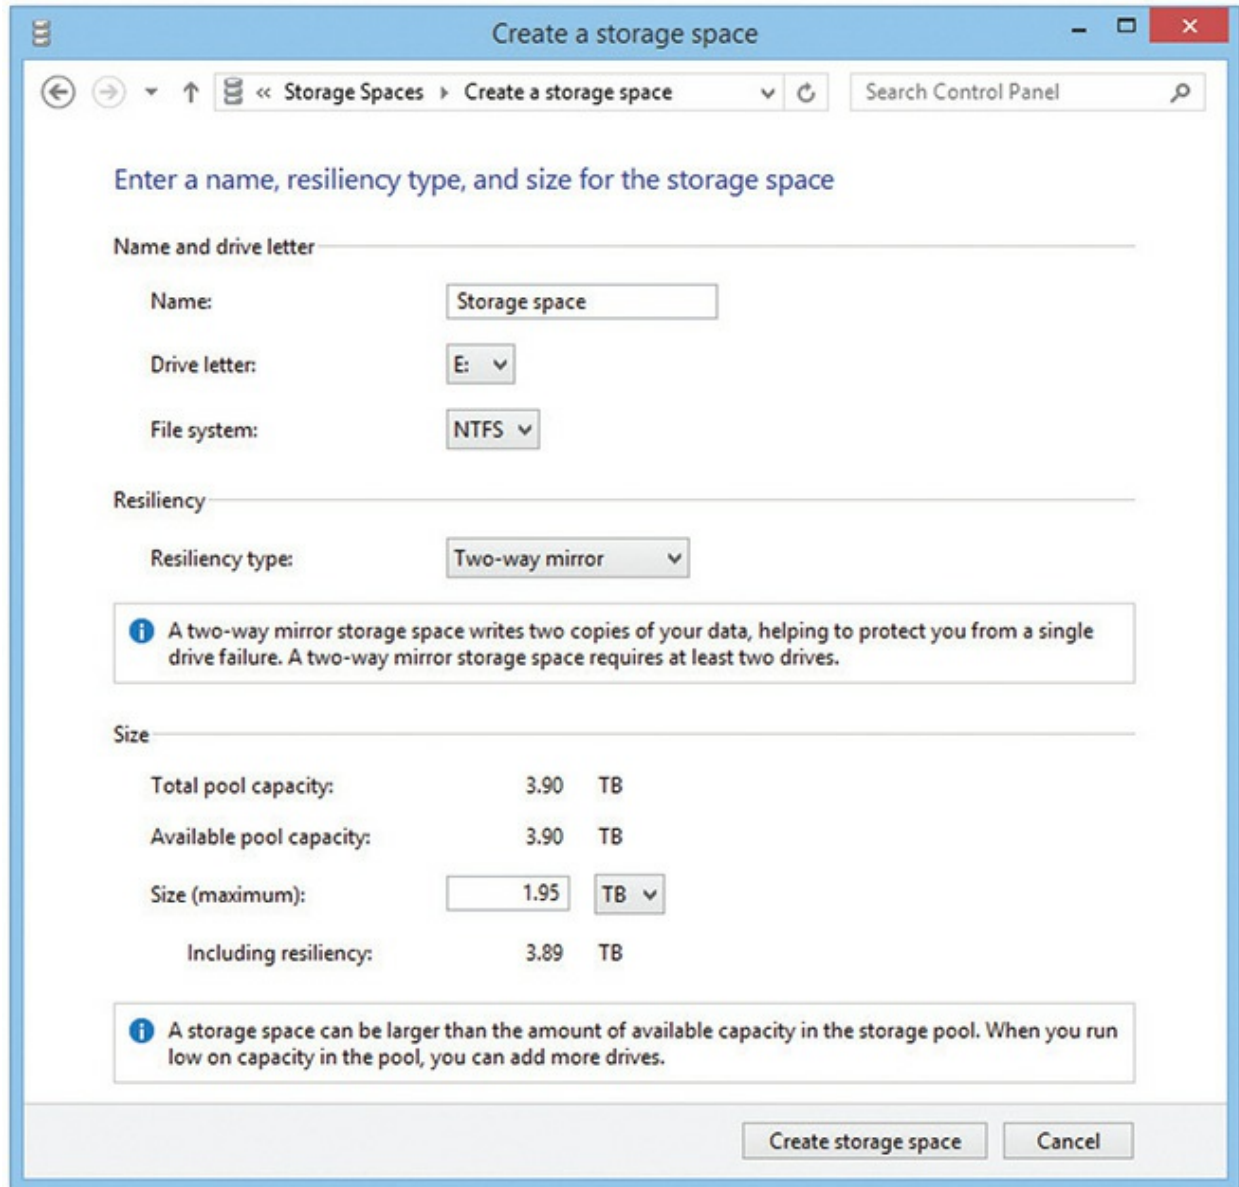 Create a storage space
« Storage Spaces Create a storage space
Search Control Panel
Enter a name, resiliency type, and size for the storage space
Name and drive letter
Name: Storage space
Drive letter: E:
File system: NTFS
Resiliency
Resiliency type: Two-way mirror
A two-way mirror storage space writes two copies of your data, helping to protect you from a single
drive failure. A two-way mirror storage space requires at least two drives.
Size
Total pool capacity: 3.90 TB
Available pool capacity: 3.90 TB
Size (maximum): 1.95 TB
Including resiliency: 3.89 TB
A storage space can be larger than the amount of available capacity in the storage pool. When you run
low on capacity in the pool, you can add more drives.
Create storage space Cancel